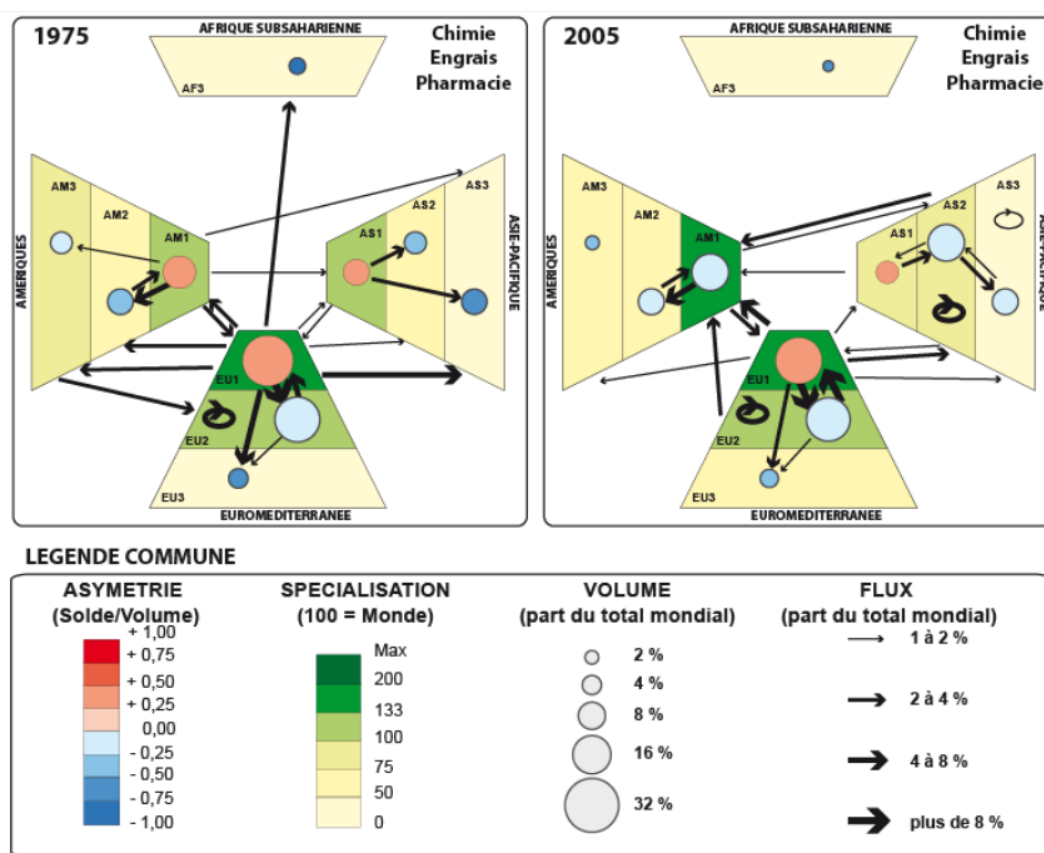 1975
AFRIQUE SUBSAHARIENNE
Chimie
Engrais
Pharmacie
AF3
AM3
AM2
AM1
AS1
AS2
AS3
AMERIQUES
ASIE-PACIFIQUE
EU1
EU2
EU3
EUROMEDITERRANEE
2005
AFRIQUE SUBSAHARIENNE
Chimie
Engrais
Pharmacie
AF3
AM3
AM2
AM1
AS1
AS2
AS3
AMERIQUES
ASIE-PACIFIQUE
EU1
EU2
EU3
EUROMEDITERRANEE
LEGENDE COMMUNE
ASYMETRIE
(Solde/Volume)
+ 1,00
+ 0,75
+ 0,50
+ 0,25
0,00
- 0,25
- 0,50
- 0,75
- 1,00
SPECIALISATION
(100 = Monde)
Max
200
133
100
75
50
0
VOLUME
(part du total mondial)
2 %
4 %
8 %
16 %
32 %
FLUX
(part du total mondial)
1 à 2 %
2 à 4 %
4 à 8 %
plus de 8 %